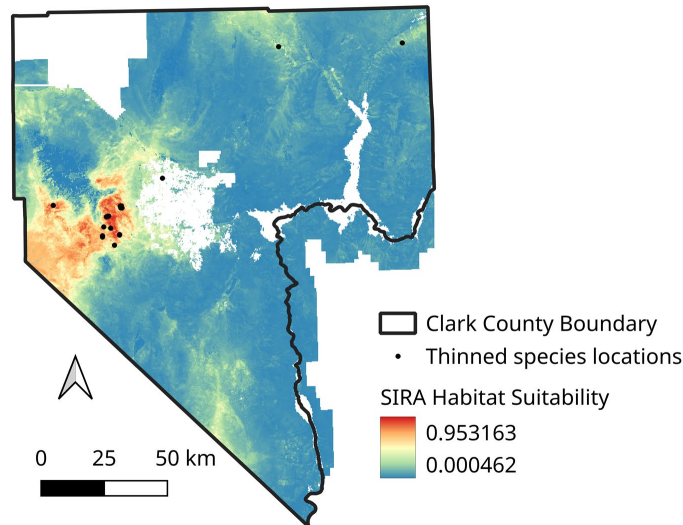 Clark County Boundary
Thinned species locations
SIRA Habitat Suitability
0.953163
0.000462
0 25 50 km